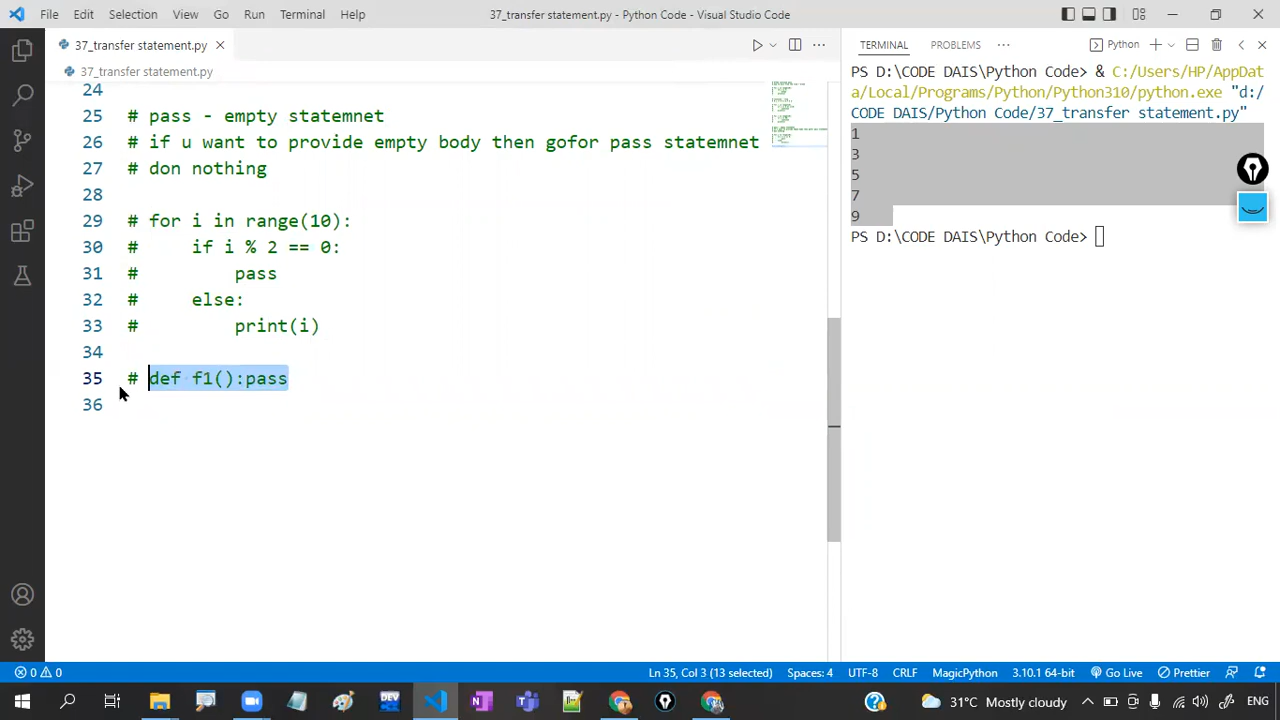 File Edit Selection View Go Run Terminal Help
37_transfer statement.py - Python Code - Visual Studio Code
37_transfer statement.py
37_transfer statement.py
24
25 # pass - empty statemnet
26 # if u want to provide empty body then gofor pass statemnet
27 # don nothing
28
29 # for i in range(10):
30 #     if i % 2 == 0:
31 #         pass
32 #     else:
33 #         print(i)
34
35 # def f1():pass
36
TERMINAL PROBLEMS ··· Python
PS D:\CODE DAIS\Python Code> & C:/Users/HP/AppDat
a/Local/Programs/Python/Python310/python.exe "d:/
CODE DAIS/Python Code/37_transfer statement.py"
1
3
5
7
9
PS D:\CODE DAIS\Python Code>
0 0 Ln 35, Col 3 (13 selected) Spaces: 4 UTF-8 CRLF MagicPython 3.10.1 64-bit Go Live Prettier
DEV 31°C Mostly cloudy ENG